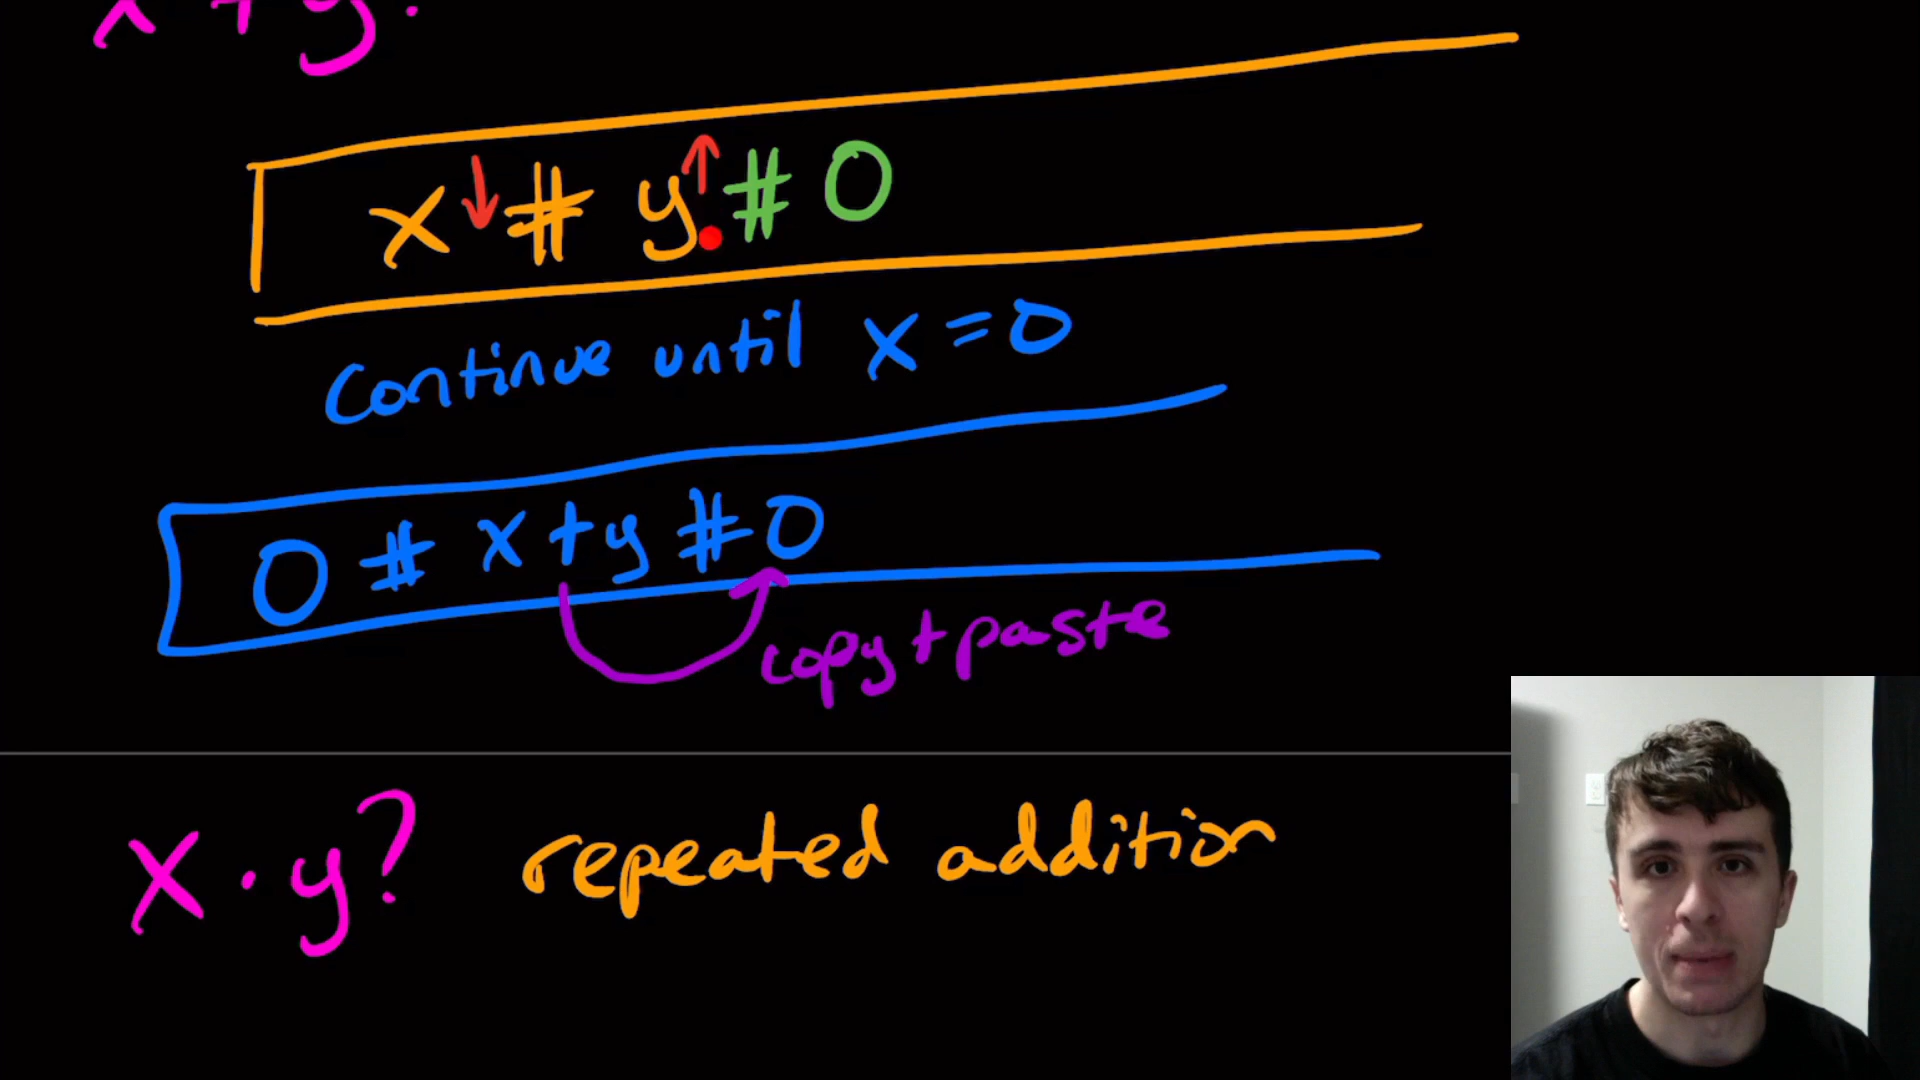 x + y?
x ↓ # y ↑ # 0
Continue until x = 0
0 # x + y # 0
copy + paste
x · y? repeated addition